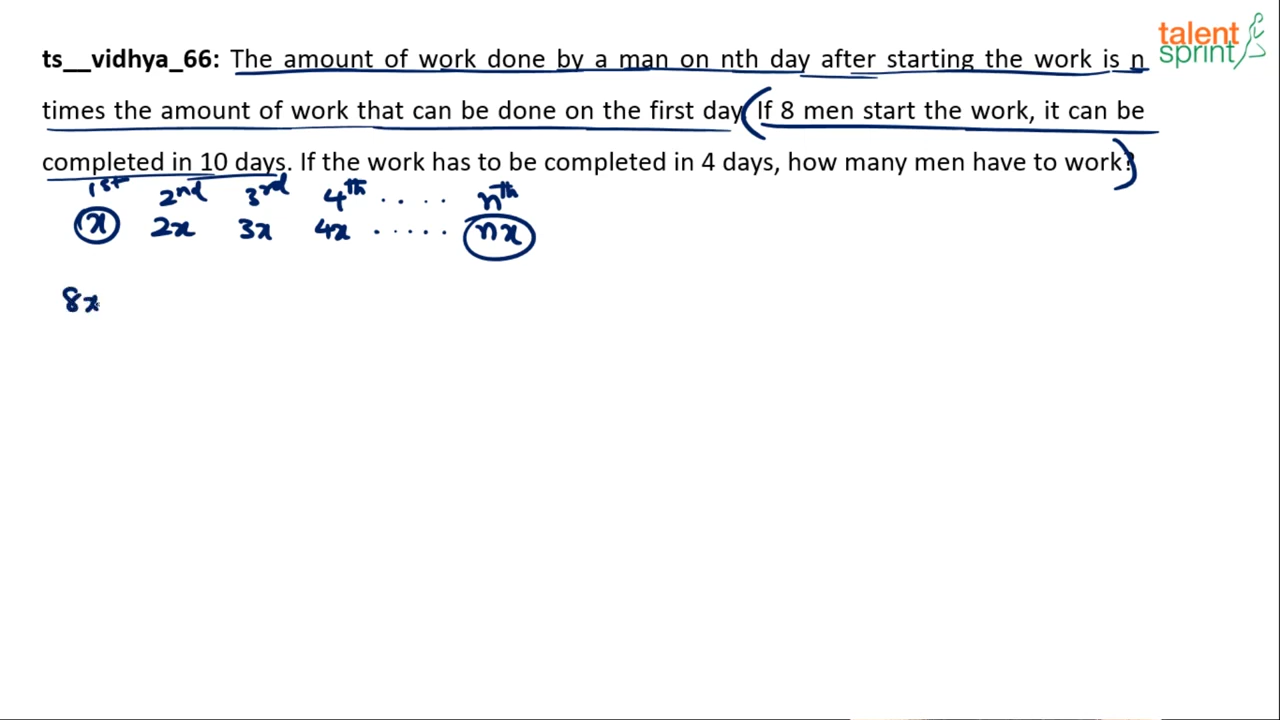 talent
sprint
ts__vidhya_66: The amount of work done by a man on nth day after starting the work is n
times the amount of work that can be done on the first day. If 8 men start the work, it can be
completed in 10 days. If the work has to be completed in 4 days, how many men have to work?
1st 2nd 3rd 4th .... nth
x 2x 3x 4x ..... nx
8x